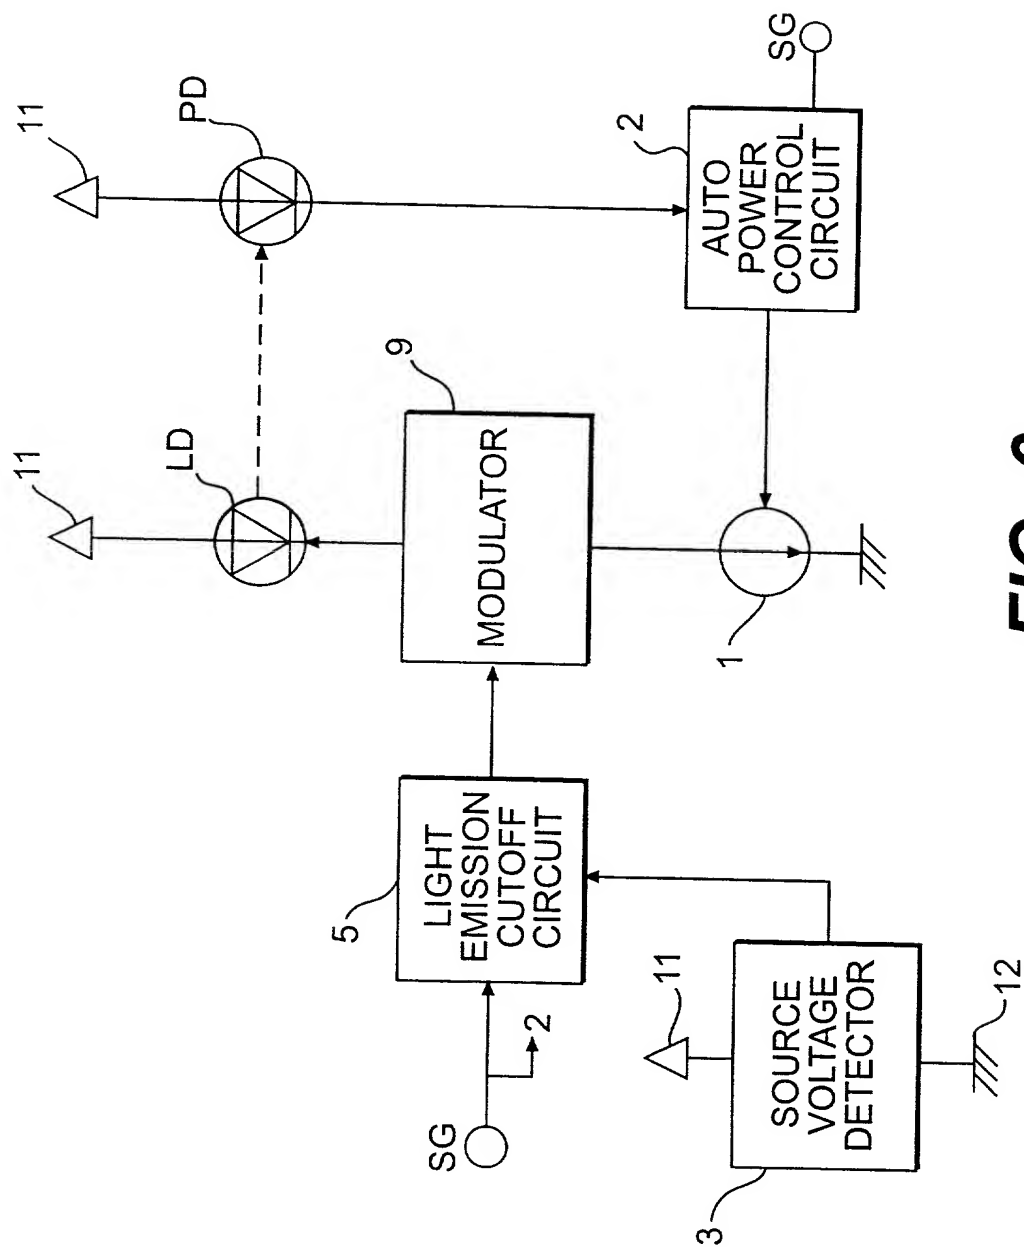 11
11
LD
PD
5
9
SG
LIGHT
EMISSION
CUTOFF
CIRCUIT
MODULATOR
2
2
11
3
1
AUTO
POWER
CONTROL
CIRCUIT
SG
SOURCE
VOLTAGE
DETECTOR
12
FIG.